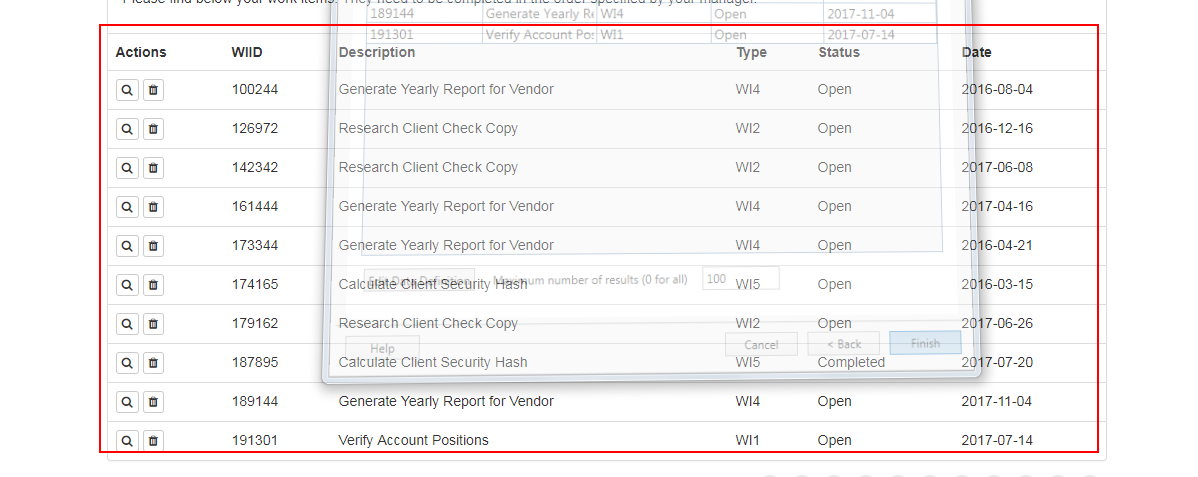 Please find below your work items. They need to be completed in the order specified by your manager.
189144 Generate Yearly Re WI4 Open 2017-11-04
191301 Verify Account Pos WI1 Open 2017-07-14
Actions WIID Description Type Status Date
100244 Generate Yearly Report for Vendor WI4 Open 2016-08-04
126972 Research Client Check Copy WI2 Open 2016-12-16
142342 Research Client Check Copy WI2 Open 2017-06-08
161444 Generate Yearly Report for Vendor WI4 Open 2017-04-16
173344 Generate Yearly Report for Vendor WI4 Open 2016-04-21
Edit Data Definition Maximum number of results (0 for all) 100
174165 Calculate Client Security Hash WI5 Open 2016-03-15
179162 Research Client Check Copy WI2 Open 2017-06-26
Help Cancel < Back Finish
187895 Calculate Client Security Hash WI5 Completed 2017-07-20
189144 Generate Yearly Report for Vendor WI4 Open 2017-11-04
191301 Verify Account Positions WI1 Open 2017-07-14